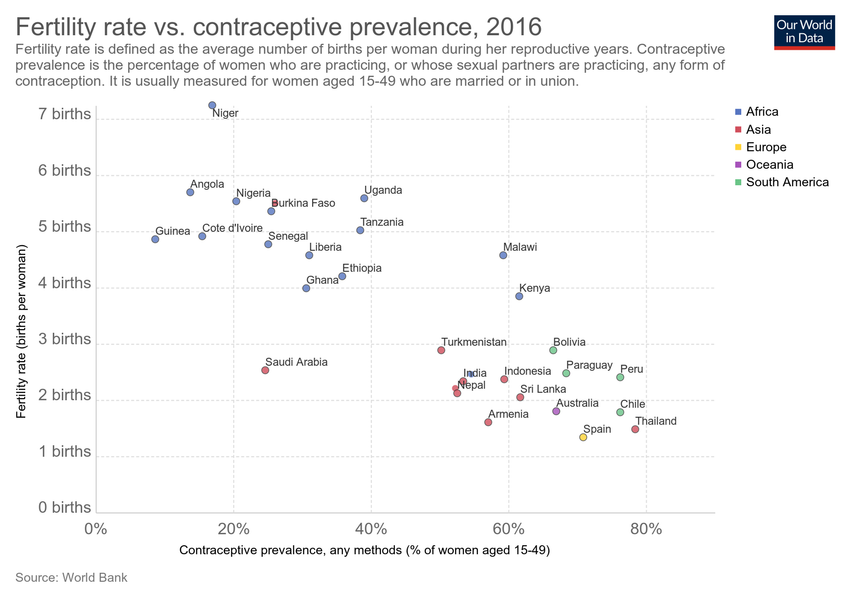 Fertility rate vs. contraceptive prevalence, 2016
Our World
in Data
Fertility rate is defined as the average number of births per woman during her reproductive years. Contraceptive
prevalence is the percentage of women who are practicing, or whose sexual partners are practicing, any form of
contraception. It is usually measured for women aged 15-49 who are married or in union.
7 births
6 births
5 births
4 births
3 births
2 births
1 births
0 births
Fertility rate (births per woman)
Niger
Angola
Nigeria
Burkina Faso
Uganda
Guinea
Cote d'Ivoire
Senegal
Tanzania
Liberia
Malawi
Ethiopia
Ghana
Kenya
Turkmenistan
Bolivia
Saudi Arabia
India
Indonesia
Paraguay
Peru
Nepal
Sri Lanka
Armenia
Australia
Chile
Spain
Thailand
0%
20%
40%
60%
80%
Contraceptive prevalence, any methods (% of women aged 15-49)
Africa
Asia
Europe
Oceania
South America
Source: World Bank